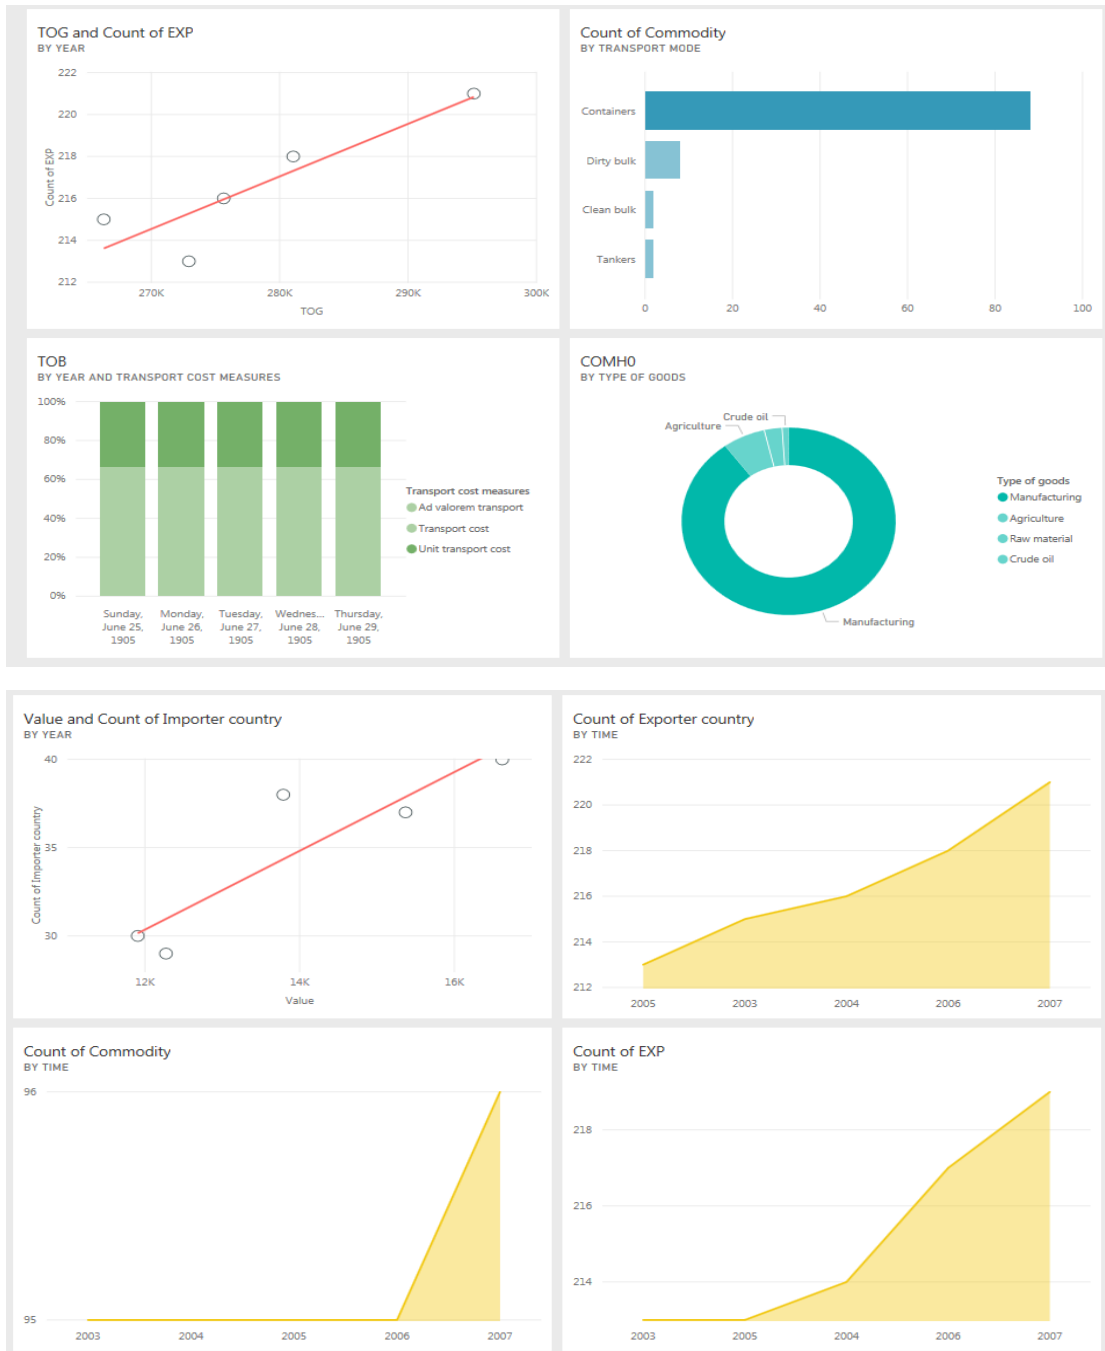 TOG and Count of EXP
BY YEAR
222
220
218
216
214
212
Count of EXP
270K 280K 290K 300K
TOG
Count of Commodity
BY TRANSPORT MODE
Containers
Dirty bulk
Clean bulk
Tankers
0 20 40 60 80 100
TOB
BY YEAR AND TRANSPORT COST MEASURES
100%
80%
60%
40%
20%
0%
Sunday, Monday, Tuesday, Wednes... Thursday,
June 25, June 26, June 27, June 28, June 29,
1905 1905 1905 1905 1905
Transport cost measures
Ad valorem transport
Transport cost
Unit transport cost
COMH0
BY TYPE OF GOODS
Crude oil
Agriculture
Manufacturing
Type of goods
Manufacturing
Agriculture
Raw material
Crude oil
Value and Count of Importer country
BY YEAR
40
35
30
Count of Importer country
12K 14K 16K
Value
Count of Exporter country
BY TIME
222
220
218
216
214
212
2005 2003 2004 2006 2007
Count of Commodity
BY TIME
96
95
2003 2004 2005 2006 2007
Count of EXP
BY TIME
218
216
214
2003 2005 2004 2006 2007